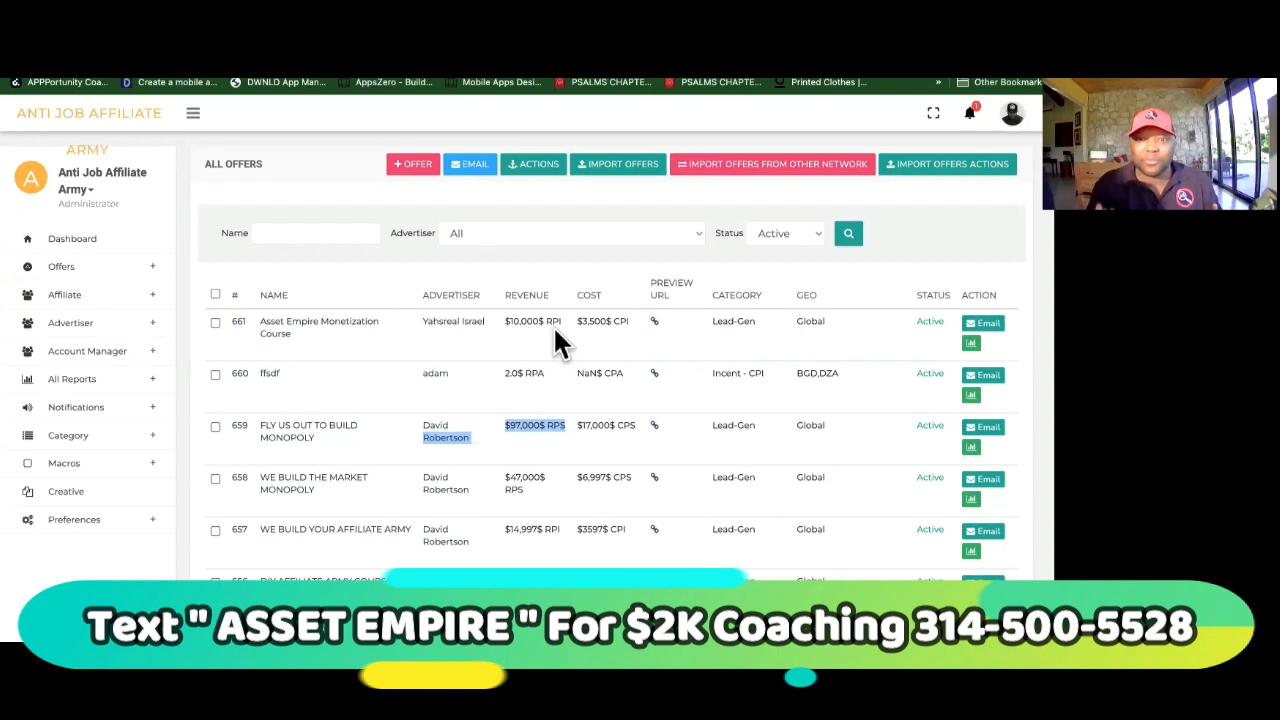 APPPortunity Coa...
Create a mobile a...
DWNLD App Man...
AppsZero - Build...
Mobile Apps Desi...
PSALMS CHAPTE...
PSALMS CHAPTE...
Printed Clothes |...
»
Other Bookmark
ANTI JOB AFFILIATE
ARMY
A
Anti Job Affiliate
Army
Administrator
Dashboard
Offers +
Affiliate +
Advertiser +
Account Manager +
All Reports +
Notifications +
Category +
Macros +
Creative
Preferences +
1
ALL OFFERS
+ OFFER
EMAIL
ACTIONS
IMPORT OFFERS
IMPORT OFFERS FROM OTHER NETWORK
IMPORT OFFERS ACTIONS
Name
Advertiser All
Status Active
# NAME ADVERTISER REVENUE COST PREVIEW URL CATEGORY GEO STATUS ACTION
661 Asset Empire Monetization Course Yahsreal Israel $10,000$ RPI $3,500$ CPI Lead-Gen Global Active Email
660 ffsdf adam 2.0$ RPA NaN$ CPA Incent - CPI BGD,DZA Active Email
659 FLY US OUT TO BUILD MONOPOLY David Robertson $97,000$ RPS $17,000$ CPS Lead-Gen Global Active Email
658 WE BUILD THE MARKET MONOPOLY David Robertson $47,000$ RPS $6,997$ CPS Lead-Gen Global Active Email
657 WE BUILD YOUR AFFILIATE ARMY David Robertson $14,997$ RPI $3597$ CPI Lead-Gen Global Active Email
Text " ASSET EMPIRE " For $2K Coaching 314-500-5528